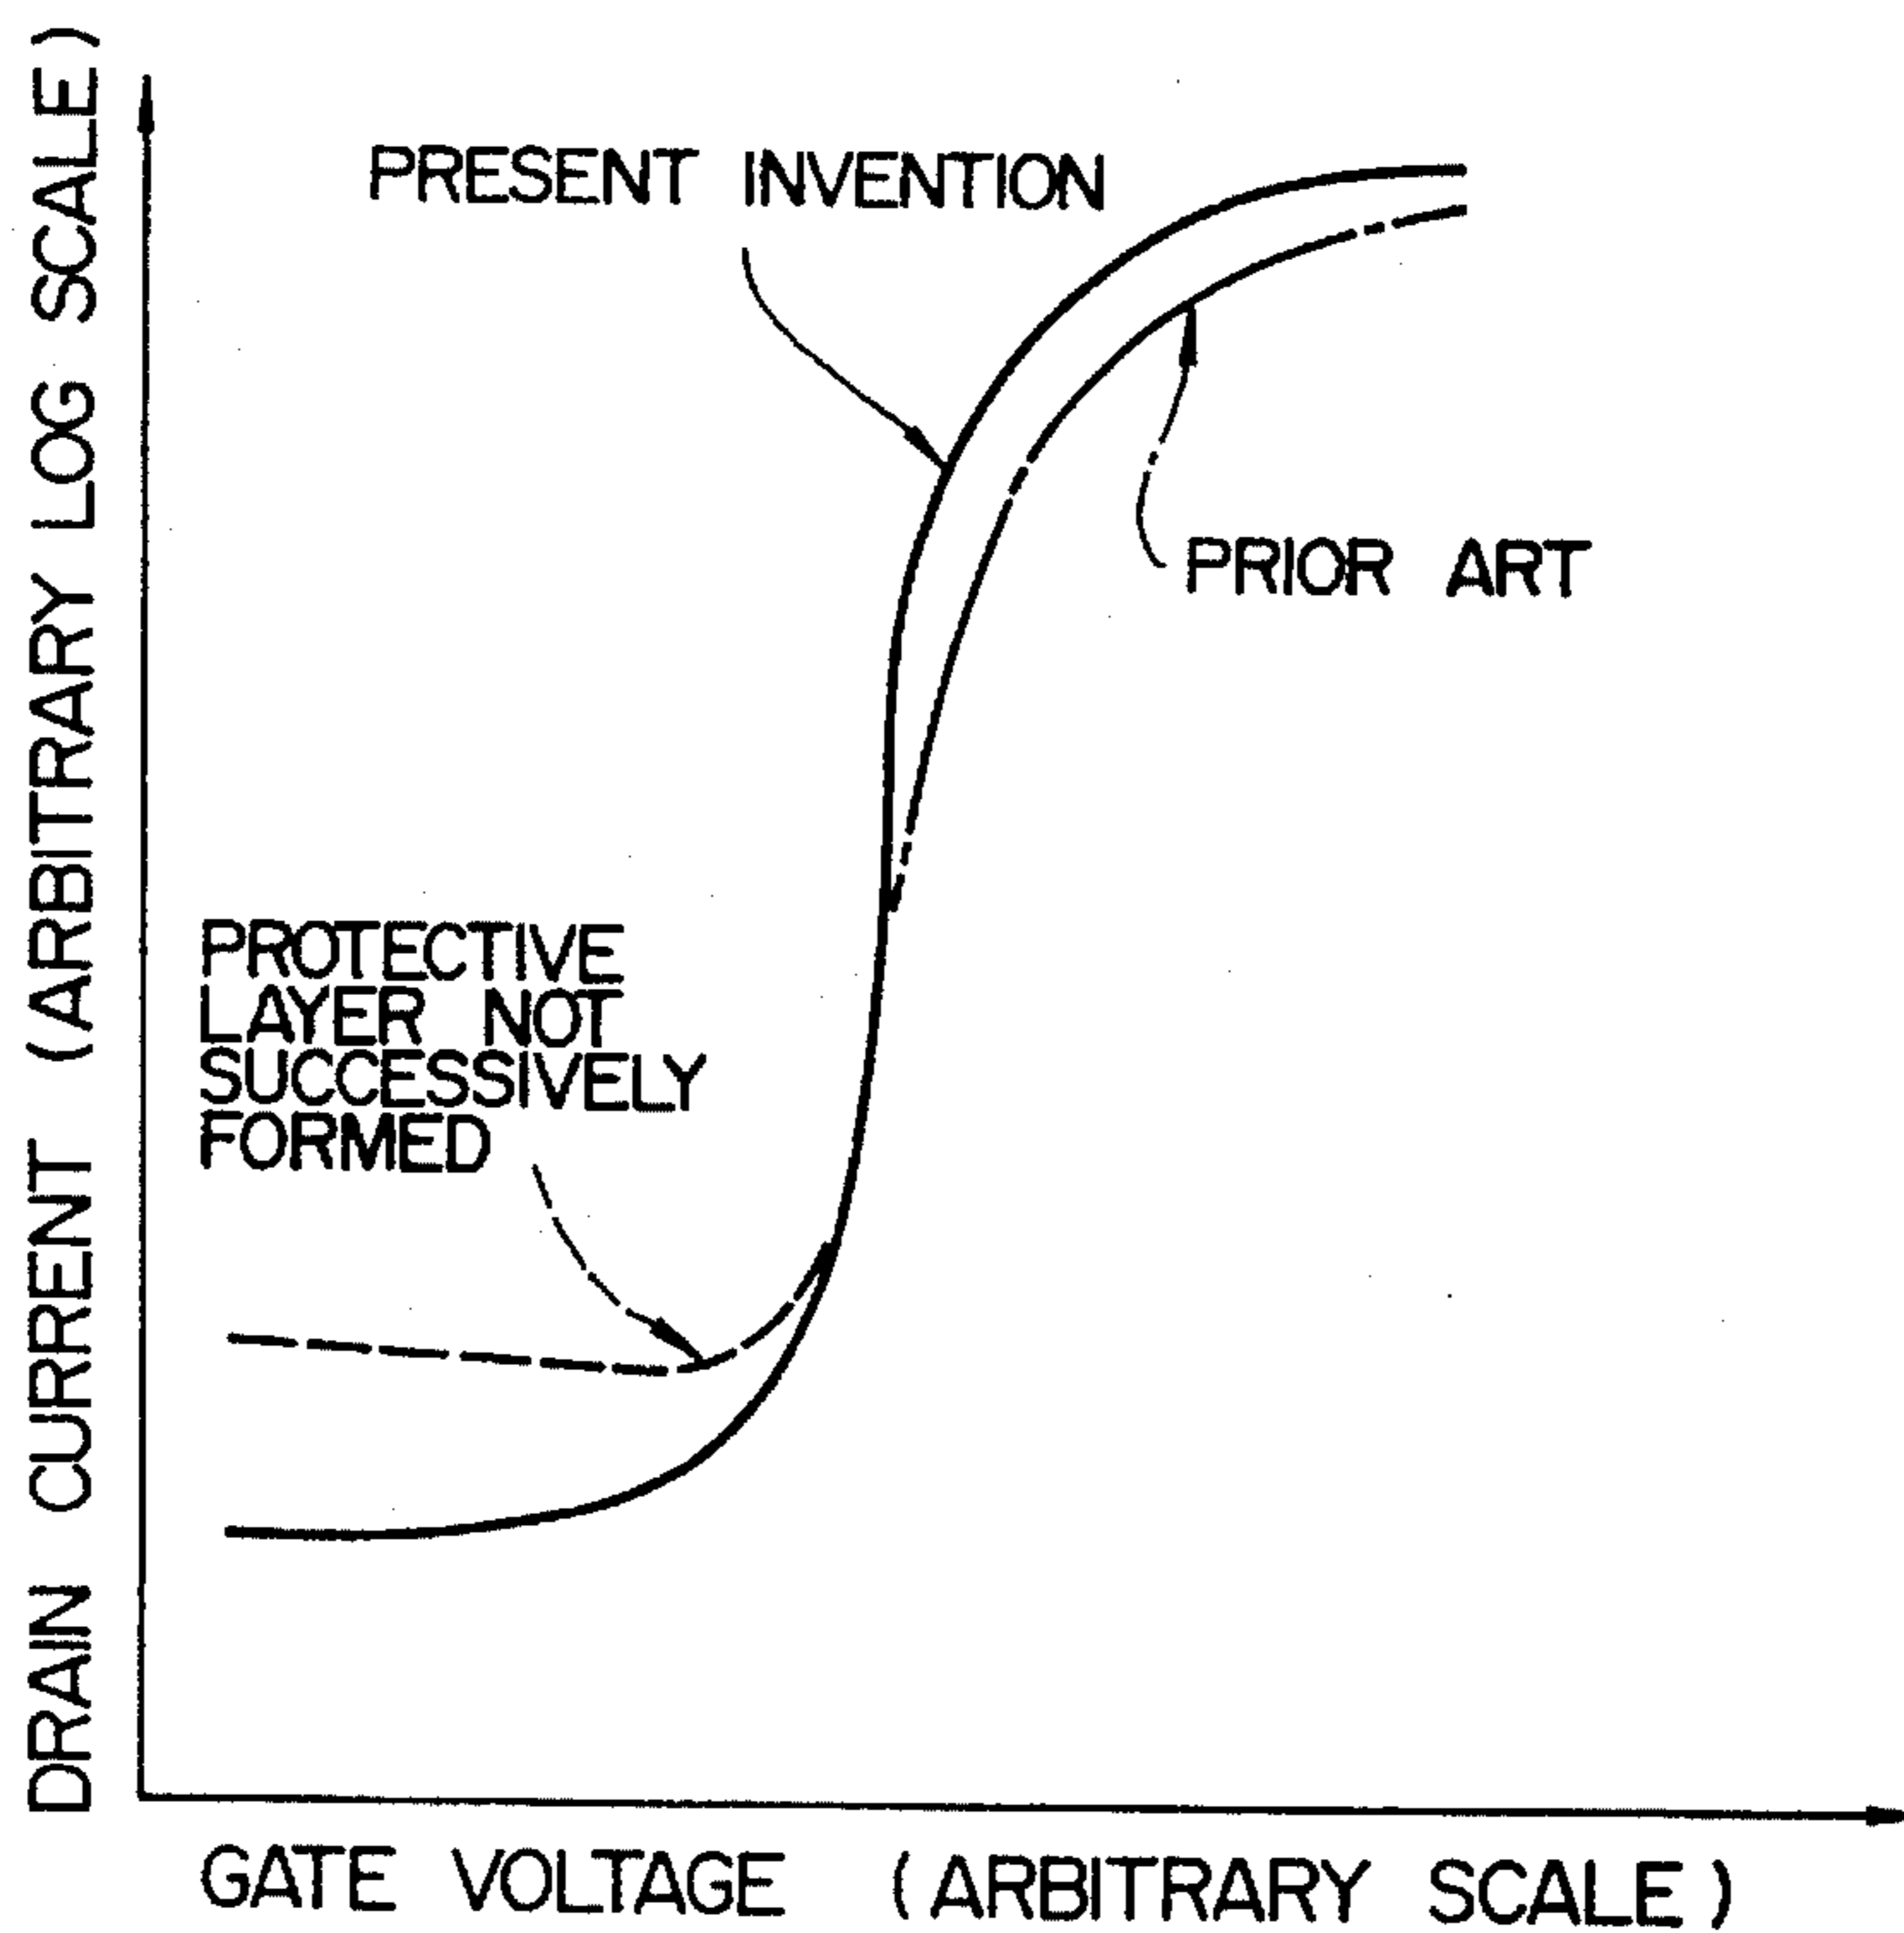 DRAIN CURRENT (ARBITRARY LOG SCALE)
PRESENT INVENTION
PRIOR ART
PROTECTIVE
LAYER NOT
SUCCESSIVELY
FORMED
GATE VOLTAGE (ARBITRARY SCALE)